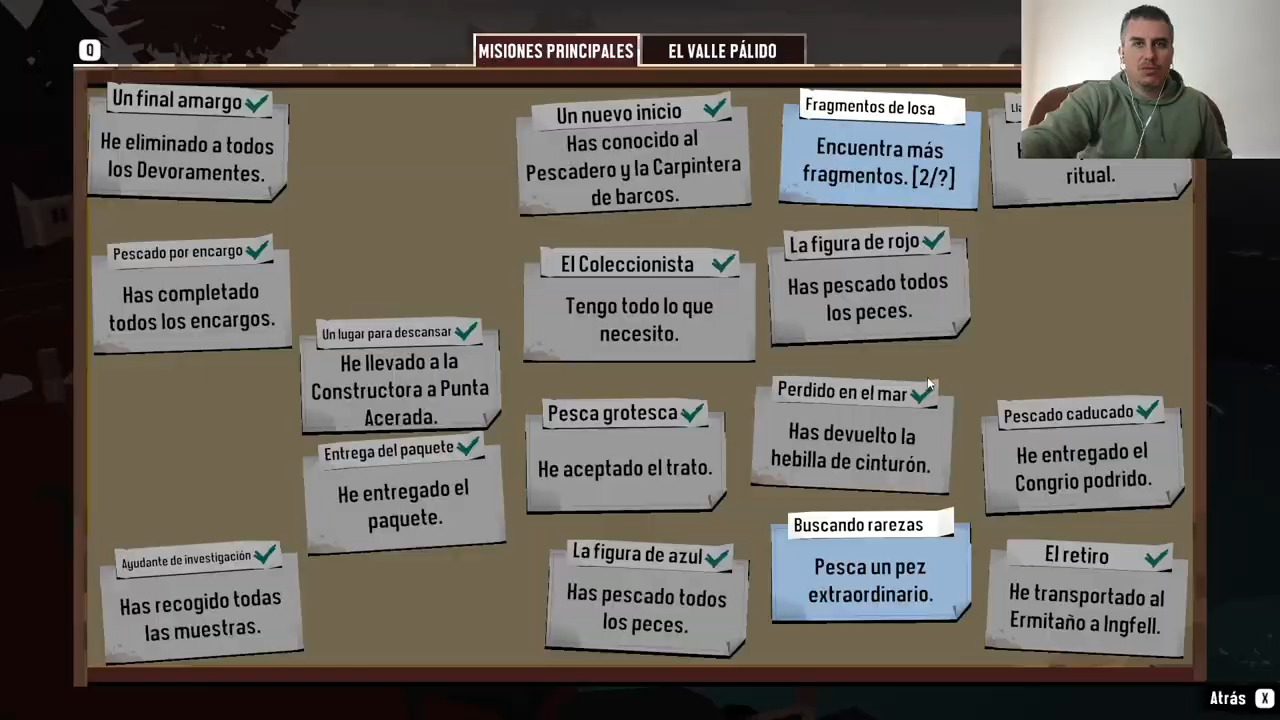 Q
MISIONES PRINCIPALES
EL VALLE PÁLIDO
Un final amargo
He eliminado a todos
los Devoramentes.
Un nuevo inicio
Has conocido al
Pescadero y la Carpintera
de barcos.
Fragmentos de losa
Encuentra más
fragmentos. [2/?]
ritual.
Pescado por encargo
Has completado
todos los encargos.
El Coleccionista
Tengo todo lo que
necesito.
La figura de rojo
Has pescado todos
los peces.
Un lugar para descansar
He llevado a la
Constructora a Punta
Acerada.
Pesca grotesca
He aceptado el trato.
Perdido en el mar
Has devuelto la
hebilla de cinturón.
Pescado caducado
He entregado el
Congrio podrido.
Entrega del paquete
He entregado el
paquete.
Ayudante de investigación
Has recogido todas
las muestras.
La figura de azul
Has pescado todos
los peces.
Buscando rarezas
Pesca un pez
extraordinario.
El retiro
He transportado al
Ermitaño a Ingfell.
Atrás X